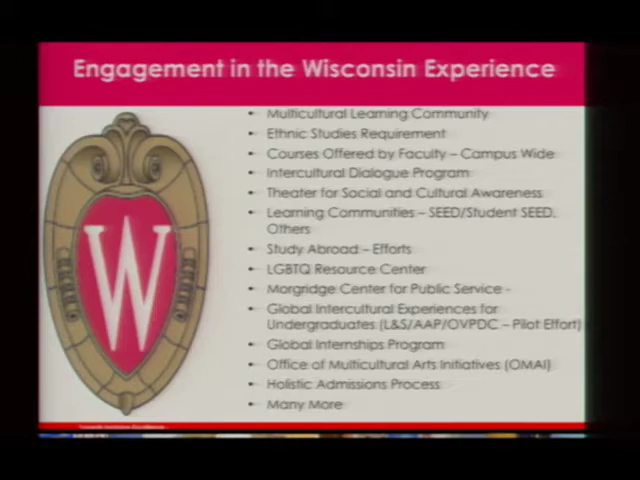 Engagement in the Wisconsin Experience
• Multicultural Learning Community
• Ethnic Studies Requirement
• Courses Offered by Faculty – Campus Wide
• Intercultural Dialogue Program
• Theater for Social and Cultural Awareness
• Learning Communities – SEED/Student SEED,
Others
• Study Abroad – Efforts
• LGBTQ Resource Center
• Morgridge Center for Public Service -
• Global Intercultural Experiences for
Undergraduates (L&S/AAP/OVPDC – Pilot Effort)
• Global Internships Program
• Office of Multicultural Arts Initiatives (OMAI)
• Holistic Admissions Process
• Many More
W